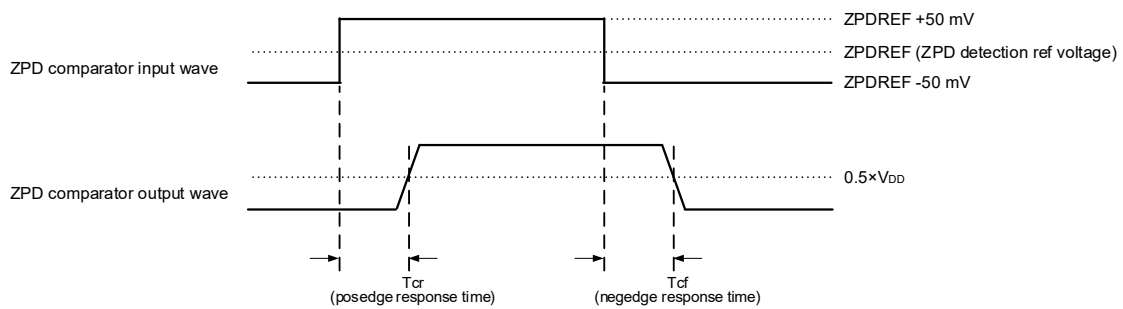 ZPDREF +50 mV
ZPDREF (ZPD detection ref voltage)
ZPD comparator input wave
ZPDREF -50 mV
ZPD comparator output wave
0.5×VDD
Tcr
(posedge response time)
Tcf
(negedge response time)